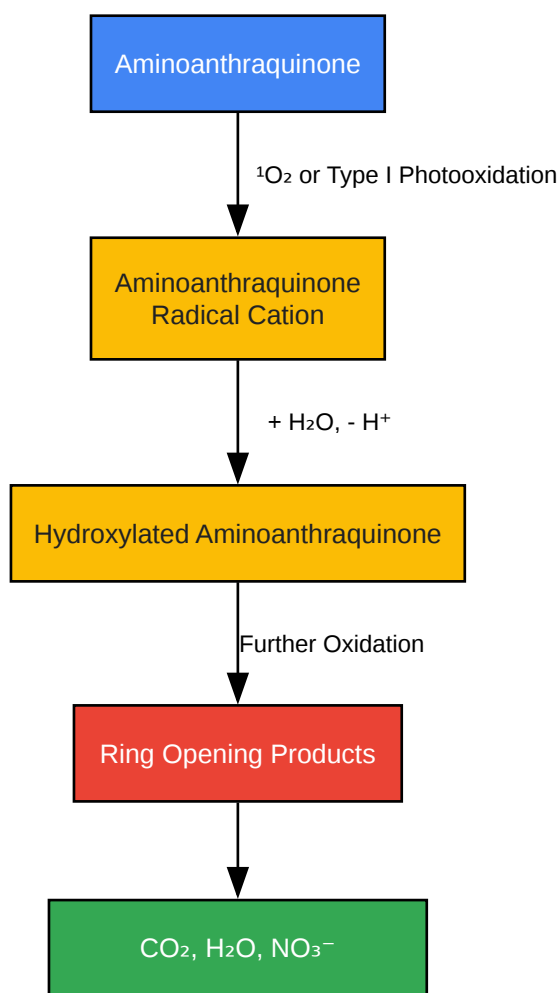 Aminoanthraquinone
¹O₂ or Type I Photooxidation
Aminoanthraquinone
Radical Cation
+ H₂O, - H⁺
Hydroxylated Aminoanthraquinone
Further Oxidation
Ring Opening Products
CO₂, H₂O, NO₃⁻